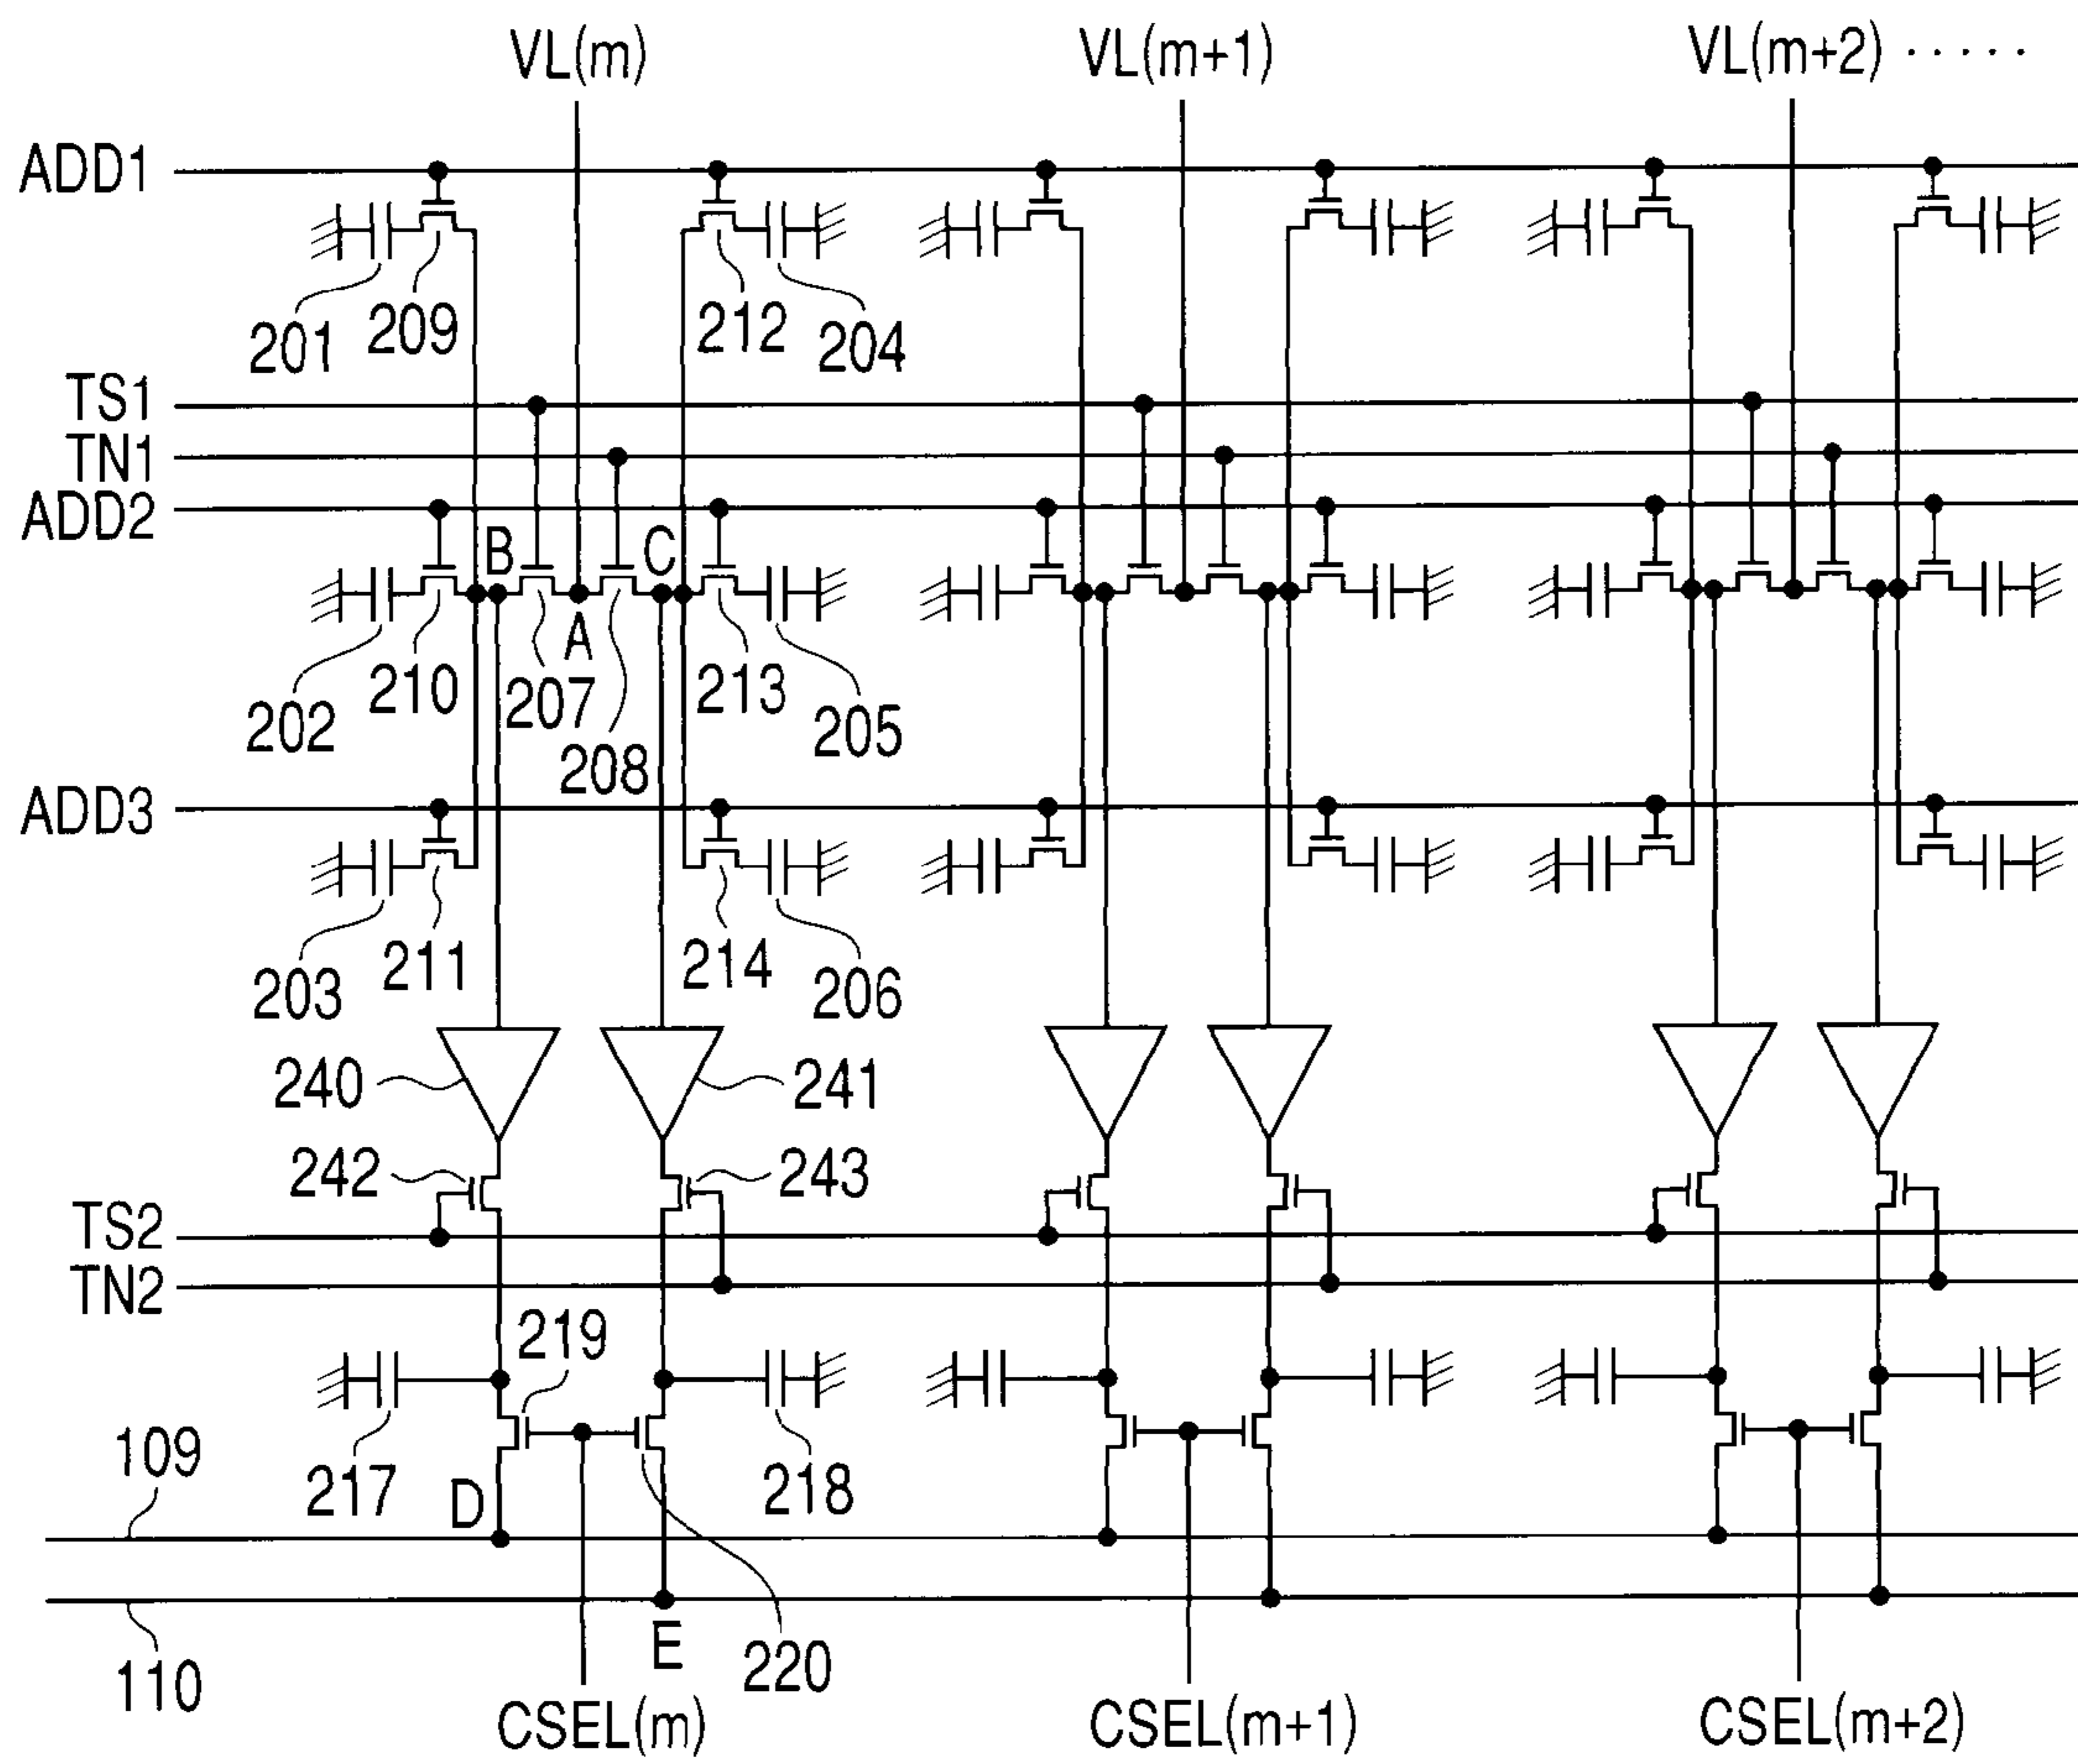 VL(m) VL(m+1) VL(m+2) ·····
ADD1
201 209 212 204
TS1
TN1
ADD2
B C
A
202 210 207 208 213 205
ADD3
203 211 214 206
240 241
242 243
TS2
TN2
219
109 217 218
D
110 E 220
CSEL(m) CSEL(m+1) CSEL(m+2)